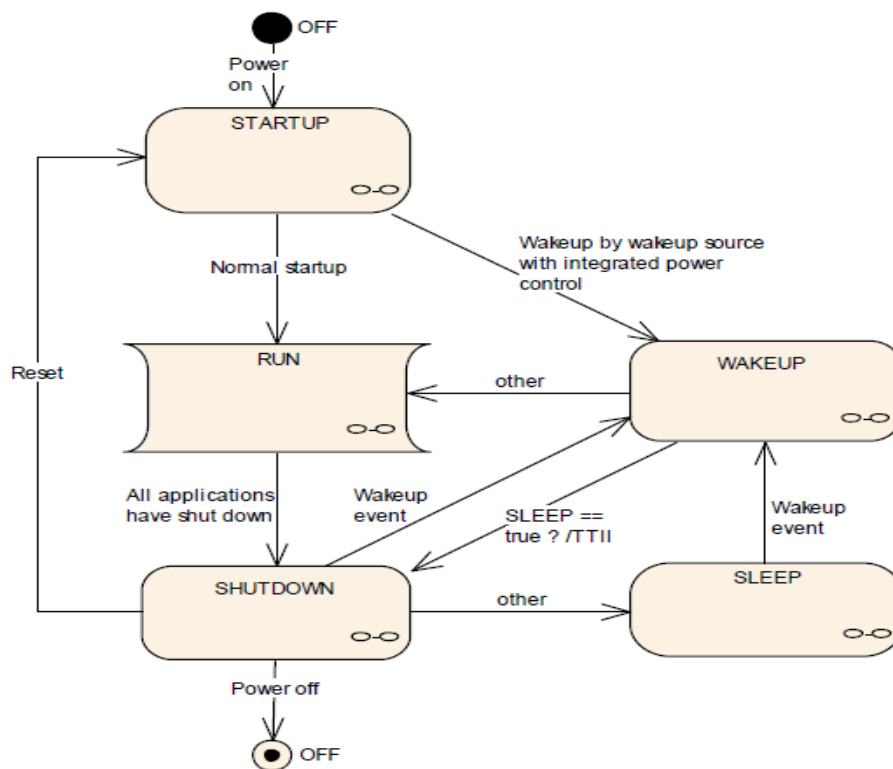 OFF
Power
on
STARTUP
Wakeup by wakeup source
with integrated power
control
Normal startup
Reset
RUN
WAKEUP
other
All applications
have shut down
Wakeup
event
SLEEP ==
true ? /TTII
Wakeup
event
SHUTDOWN
SLEEP
other
Power off
OFF